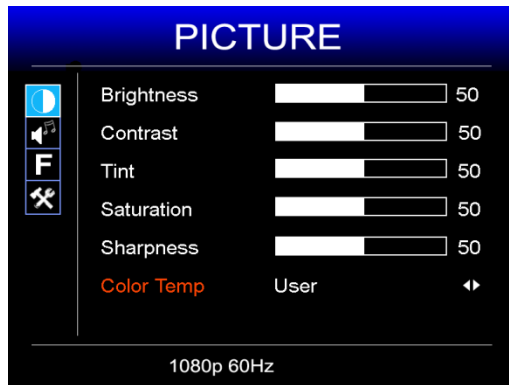 PICTURE
Brightness 50
Contrast 50
F Tint 50
Saturation 50
Sharpness 50
Color Temp User
1080p 60Hz